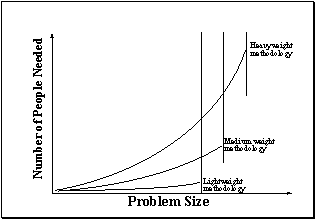 Number of People Needed
Heavyweight
methodology
Medium weight
methodology
Lightweight
methodology
Problem Size